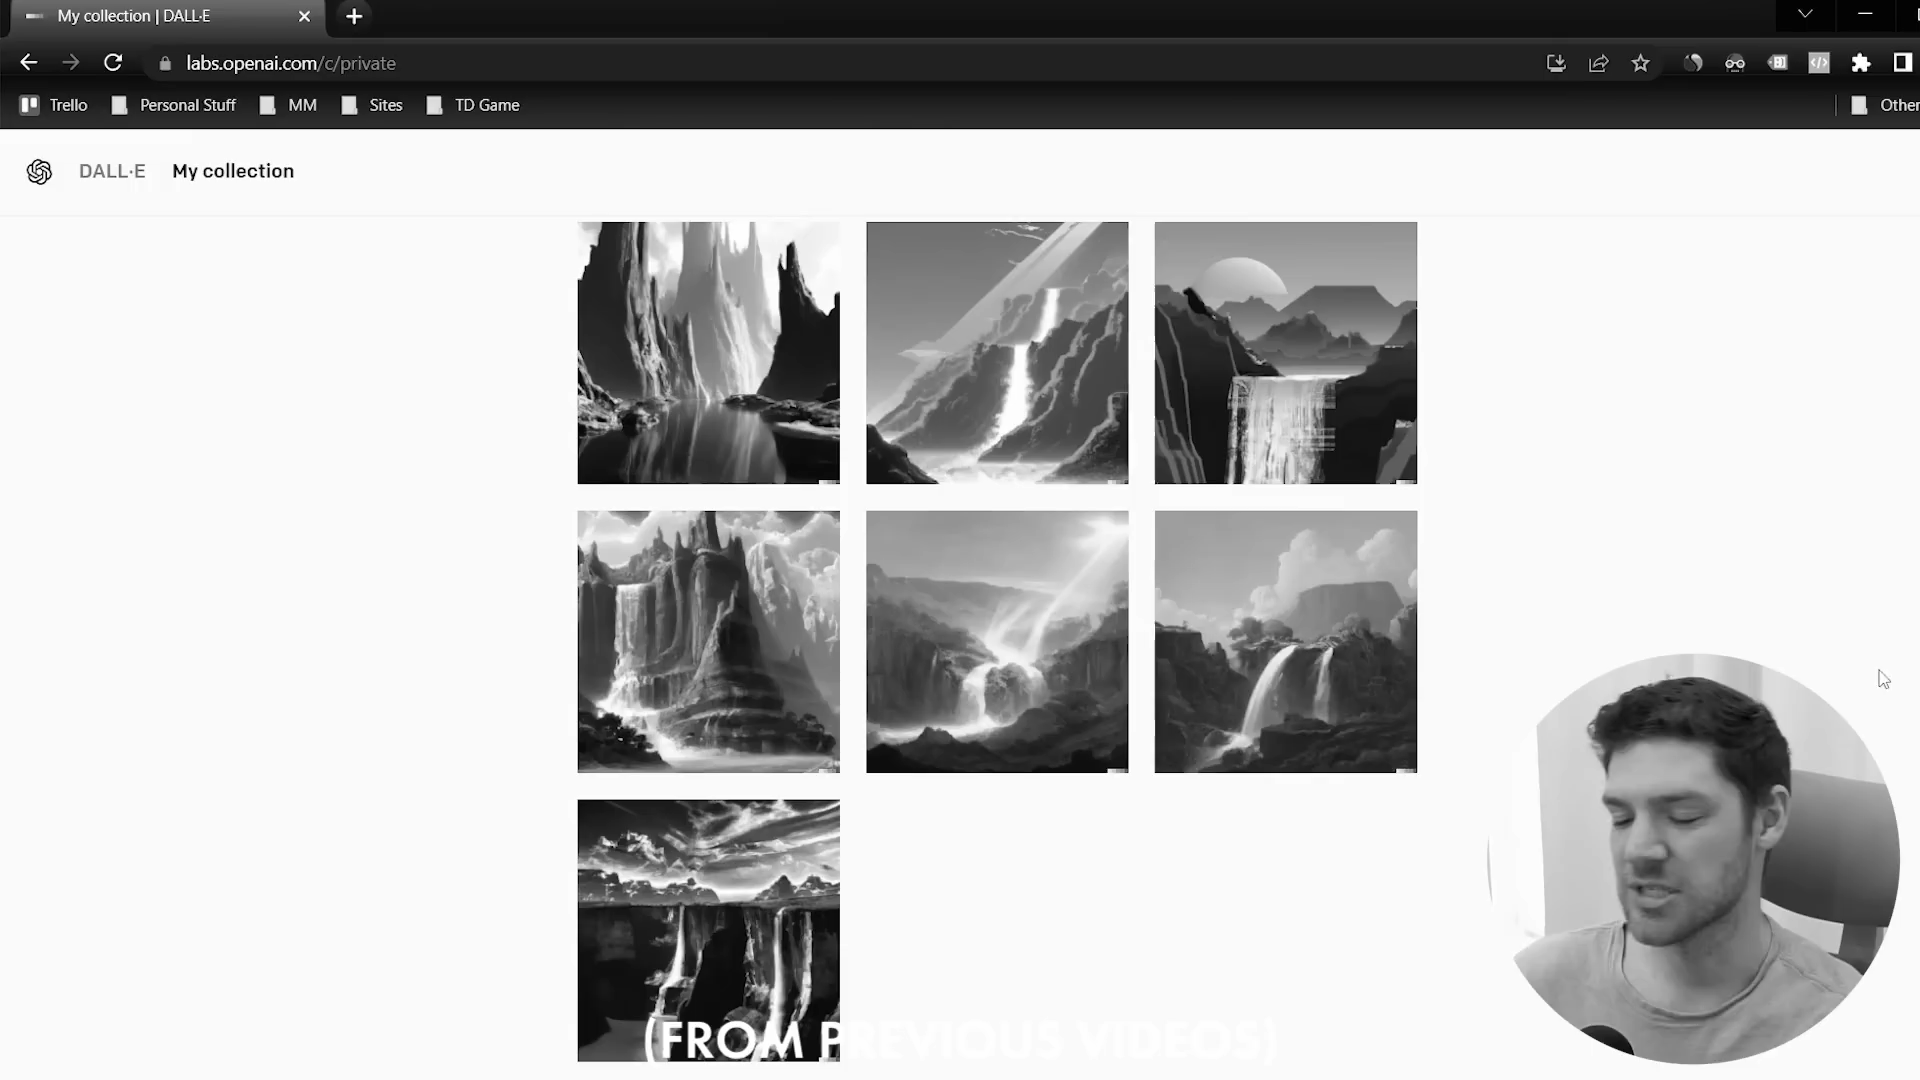 My collection | DALL·E
labs.openai.com/c/private
Trello
Personal Stuff
MM
Sites
TD Game
Other
DALL·E
My collection
(FROM PREVIOUS VIDEOS)